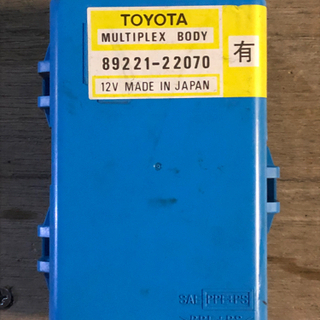 TOYOTA
MULTIPLEX BODY
89221-22070
有
12V MADE IN JAPAN